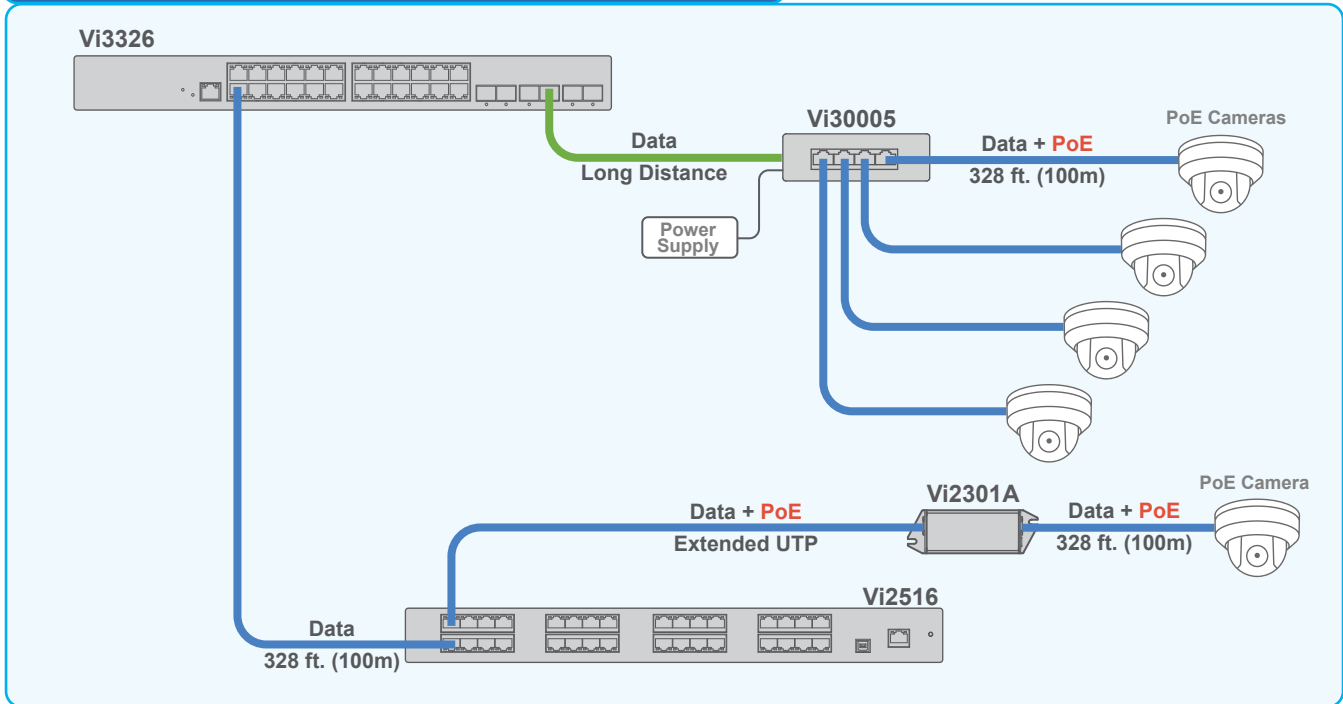 Vi3326
Vi30005
PoE Cameras
Data
Long Distance
Data + PoE
328 ft. (100m)
Power
Supply
Vi2301A
PoE Camera
Data + PoE
Extended UTP
Data + PoE
328 ft. (100m)
Vi2516
Data
328 ft. (100m)